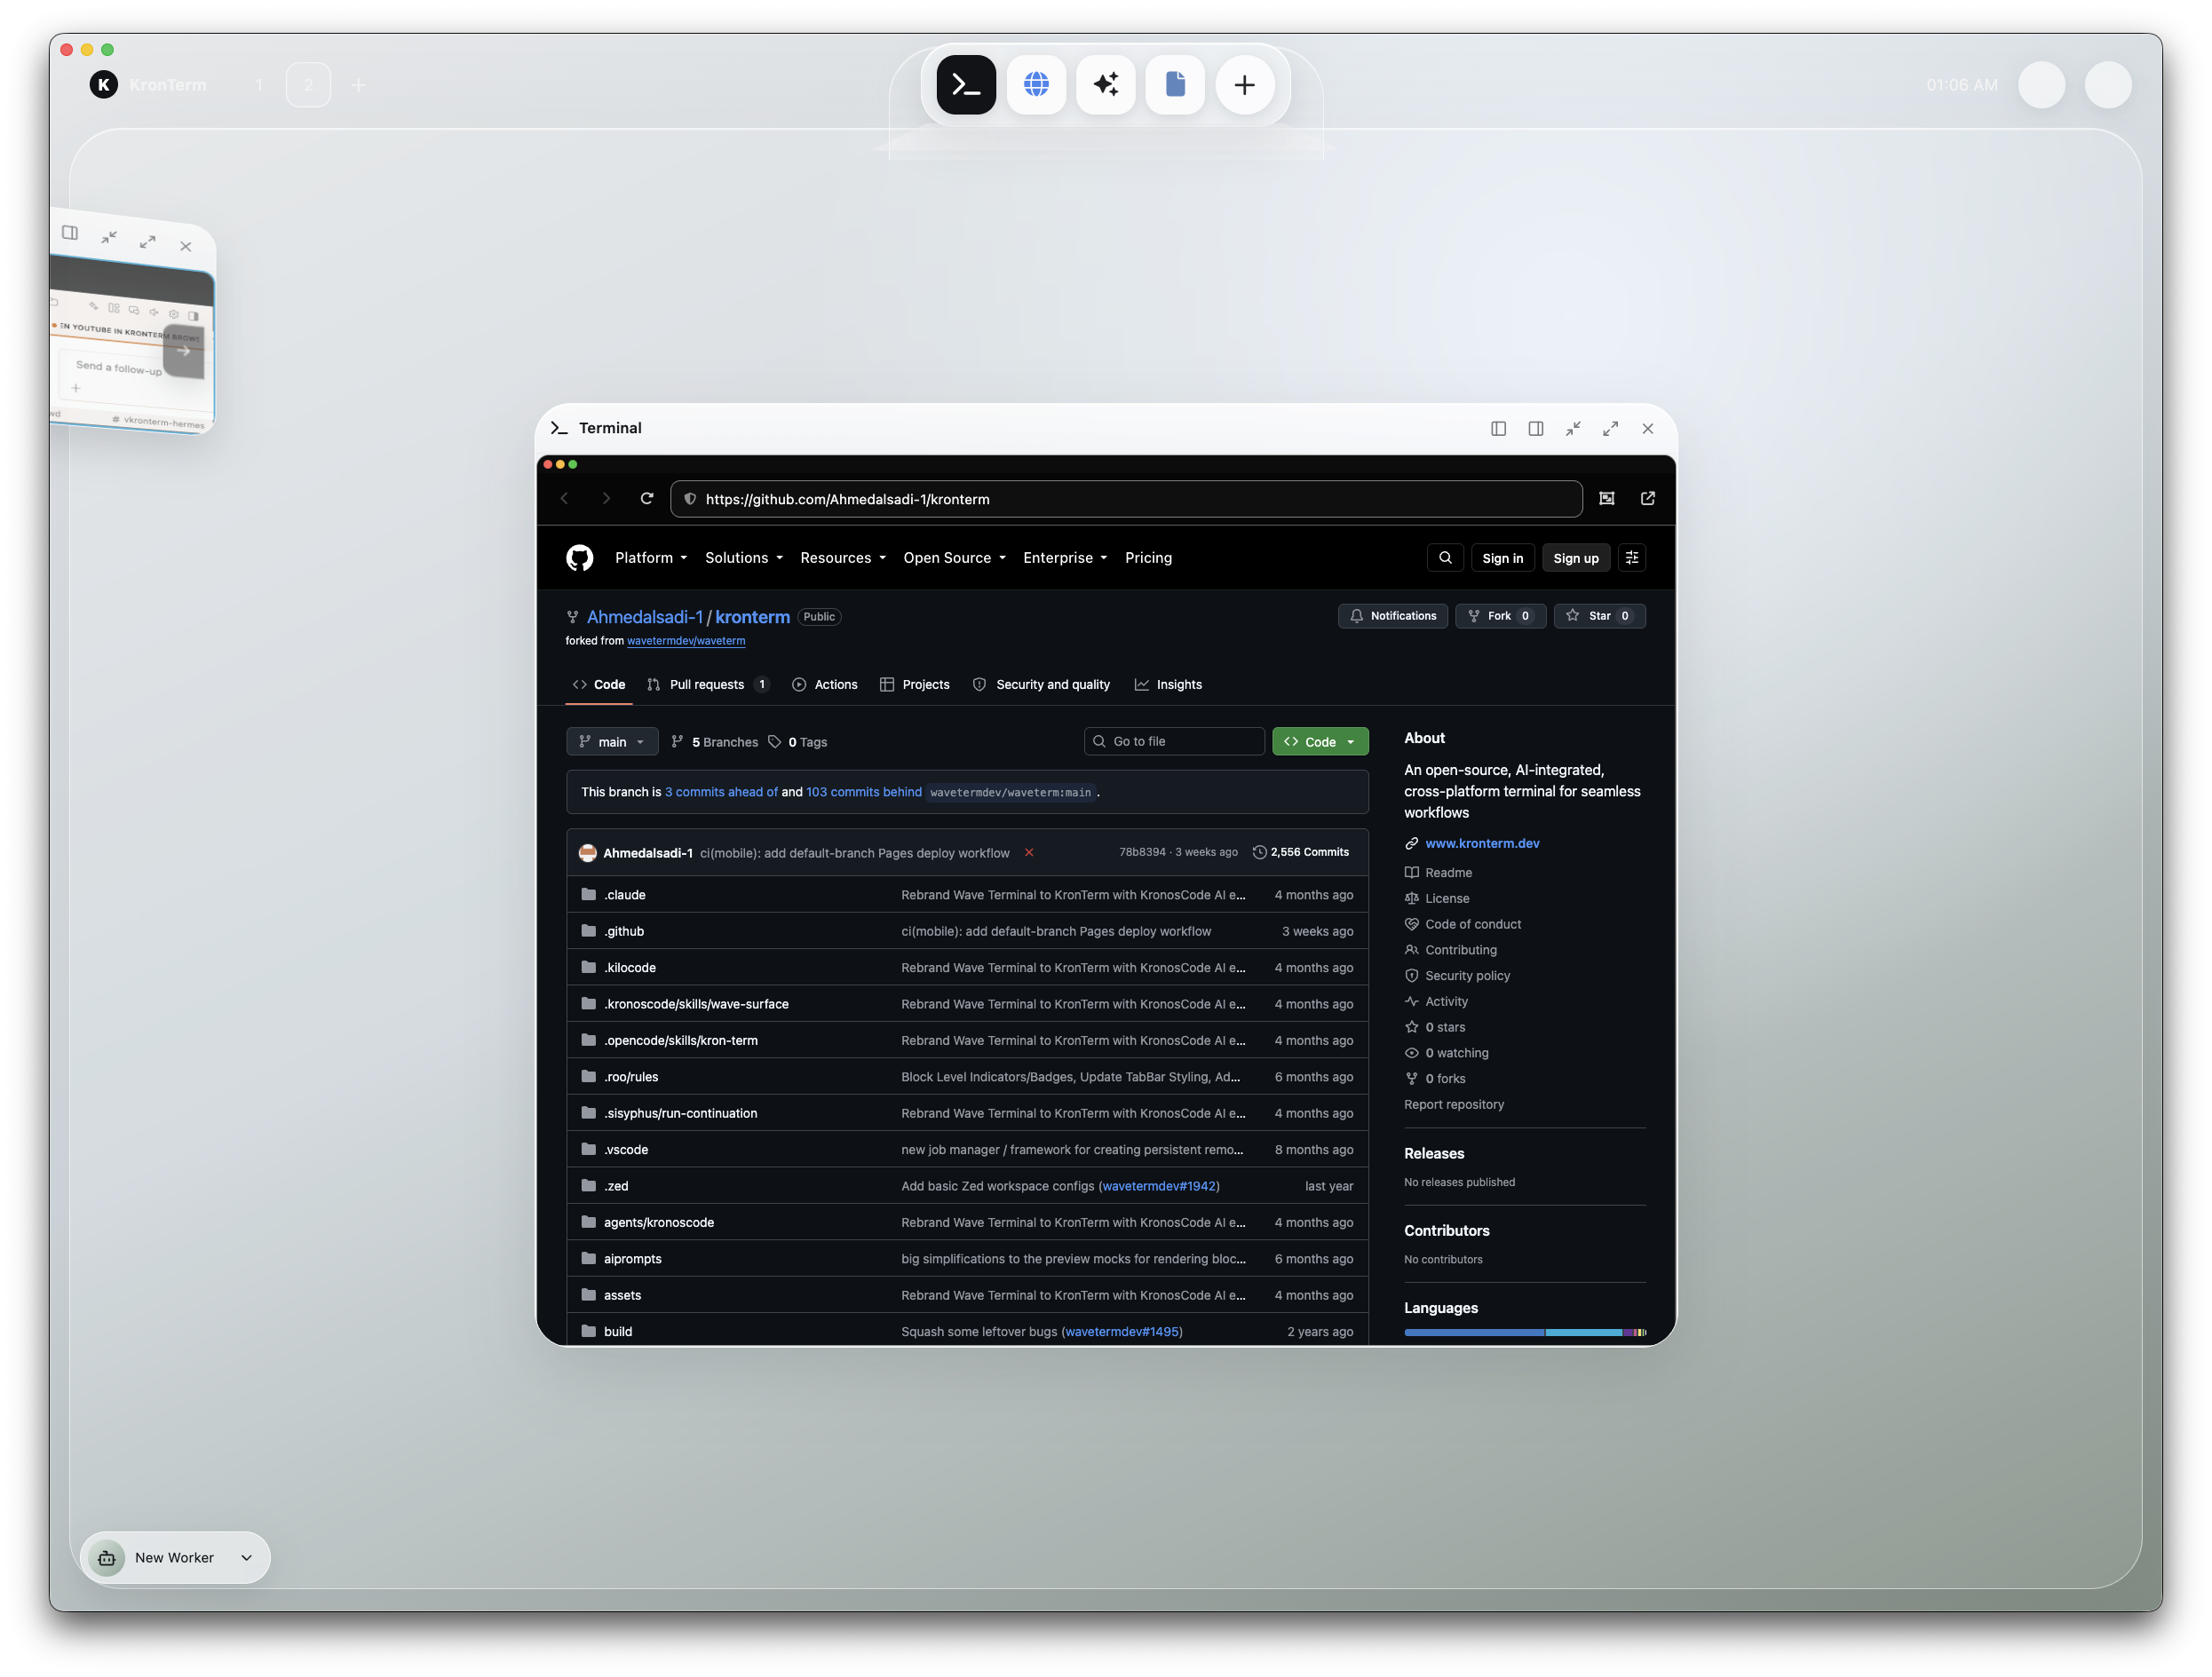 K KronTerm 1 2 +
01:06 AM
EN YOUTUBE IN KRONTERM BROWS
Send a follow-up
wd # vkronterm-hermes
Terminal
https://github.com/Ahmedalsadi-1/kronterm
Platform Solutions Resources Open Source Enterprise Pricing
Sign in Sign up
Ahmedalsadi-1 / kronterm Public
Notifications Fork 0 Star 0
forked from wavetermdev/waveterm
Code Pull requests 1 Actions Projects Security and quality Insights
main 5 Branches 0 Tags Go to file Code
This branch is 3 commits ahead of and 103 commits behind wavetermdev/waveterm:main .
Ahmedalsadi-1 ci(mobile): add default-branch Pages deploy workflow 78b8394 · 3 weeks ago 2,556 Commits
.claude Rebrand Wave Terminal to KronTerm with KronosCode AI e... 4 months ago
.github ci(mobile): add default-branch Pages deploy workflow 3 weeks ago
.kilocode Rebrand Wave Terminal to KronTerm with KronosCode AI e... 4 months ago
.kronoscode/skills/wave-surface Rebrand Wave Terminal to KronTerm with KronosCode AI e... 4 months ago
.opencode/skills/kron-term Rebrand Wave Terminal to KronTerm with KronosCode AI e... 4 months ago
.roo/rules Block Level Indicators/Badges, Update TabBar Styling, Ad... 6 months ago
.sisyphus/run-continuation Rebrand Wave Terminal to KronTerm with KronosCode AI e... 4 months ago
.vscode new job manager / framework for creating persistent remo... 8 months ago
.zed Add basic Zed workspace configs (wavetermdev#1942) last year
agents/kronoscode Rebrand Wave Terminal to KronTerm with KronosCode AI e... 4 months ago
aiprompts big simplifications to the preview mocks for rendering bloc... 6 months ago
assets Rebrand Wave Terminal to KronTerm with KronosCode AI e... 4 months ago
build Squash some leftover bugs (wavetermdev#1495) 2 years ago
About
An open-source, AI-integrated,
cross-platform terminal for seamless
workflows
www.kronterm.dev
Readme
License
Code of conduct
Contributing
Security policy
Activity
0 stars
0 watching
0 forks
Report repository
Releases
No releases published
Contributors
No contributors
Languages
New Worker